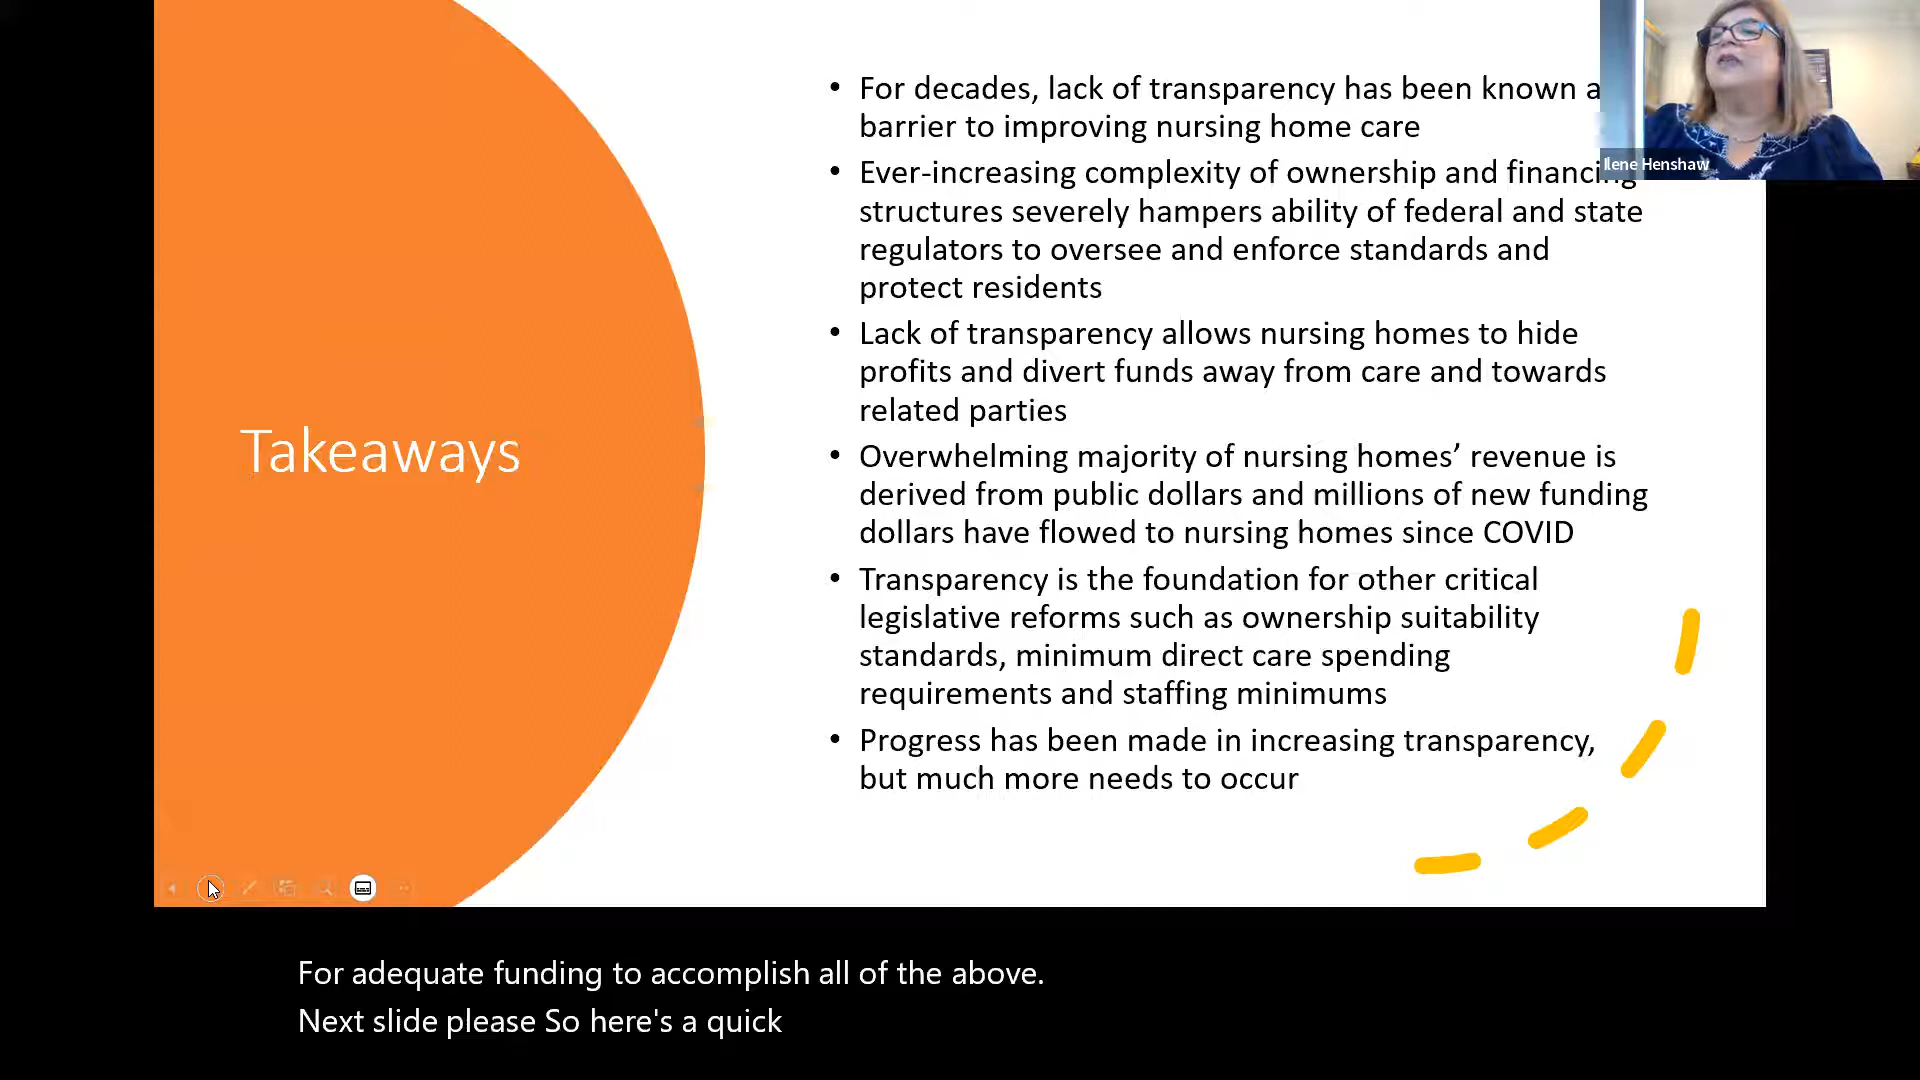 Takeaways
• For decades, lack of transparency has been known a
barrier to improving nursing home care
• Ever-increasing complexity of ownership and financing
structures severely hampers ability of federal and state
regulators to oversee and enforce standards and
protect residents
• Lack of transparency allows nursing homes to hide
profits and divert funds away from care and towards
related parties
• Overwhelming majority of nursing homes’ revenue is
derived from public dollars and millions of new funding
dollars have flowed to nursing homes since COVID
• Transparency is the foundation for other critical
legislative reforms such as ownership suitability
standards, minimum direct care spending
requirements and staffing minimums
• Progress has been made in increasing transparency,
but much more needs to occur
Ilene Henshaw
For adequate funding to accomplish all of the above.
Next slide please So here's a quick